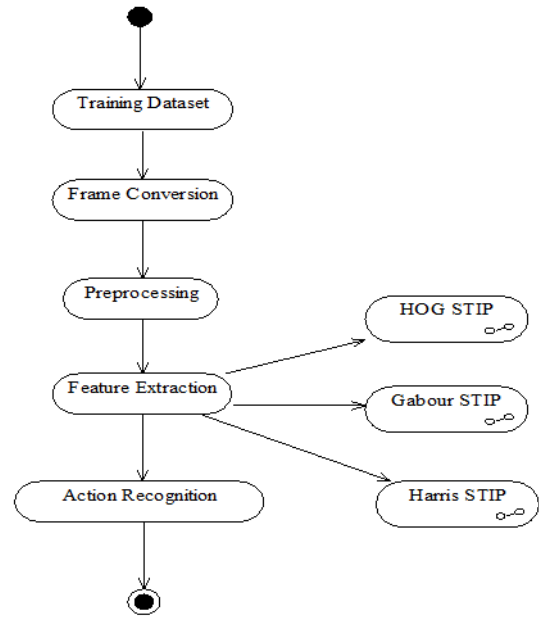 Training Dataset
Frame Conversion
Preprocessing
HOG STIP
Feature Extraction
Gabour STIP
Action Recognition
Harris STIP